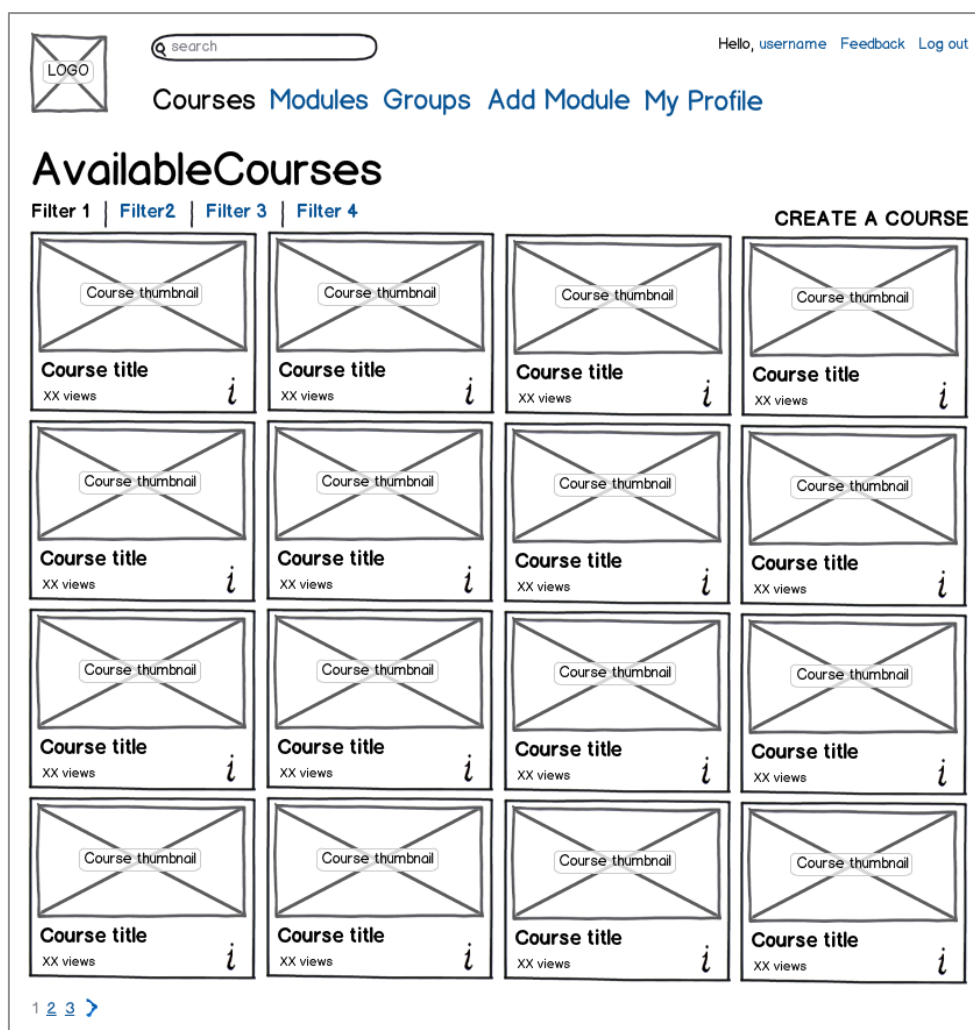 LOGO
search
Hello, username Feedback Log out
Courses Modules Groups Add Module My Profile
AvailableCourses
Filter 1 | Filter2 | Filter 3 | Filter 4
CREATE A COURSE
Course thumbnail Course thumbnail Course thumbnail Course thumbnail
Course title Course title Course title Course title
XX views i XX views i XX views i XX views i
Course thumbnail Course thumbnail Course thumbnail Course thumbnail
Course title Course title Course title Course title
XX views i XX views i XX views i XX views i
Course thumbnail Course thumbnail Course thumbnail Course thumbnail
Course title Course title Course title Course title
XX views i XX views i XX views i XX views i
Course thumbnail Course thumbnail Course thumbnail Course thumbnail
Course title Course title Course title Course title
XX views i XX views i XX views i XX views i
1 2 3